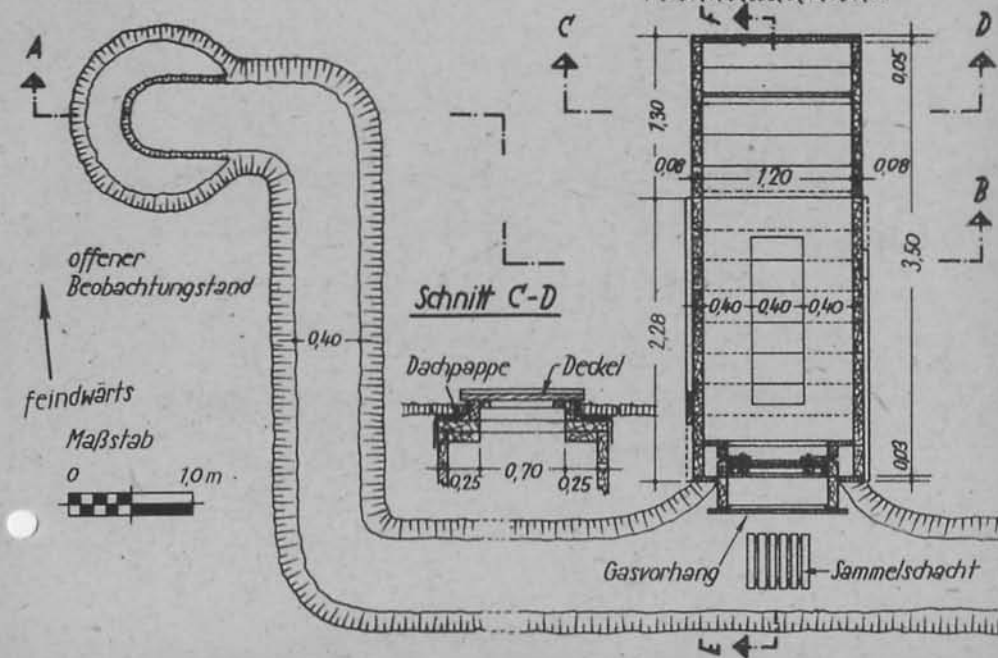 F
A
C
D
1,30
0,05
0,08
1,20
0,08
B
offener
Beobachtungstand
3,50
Schnitt C-D
0,40
2,28
0,40
0,40
0,40
Dachpappe
Deckel
feindwärts
Maßstab
0
1,0 m
0,70
0,25
0,25
0,03
Gasvorhang
Sammelschacht
E